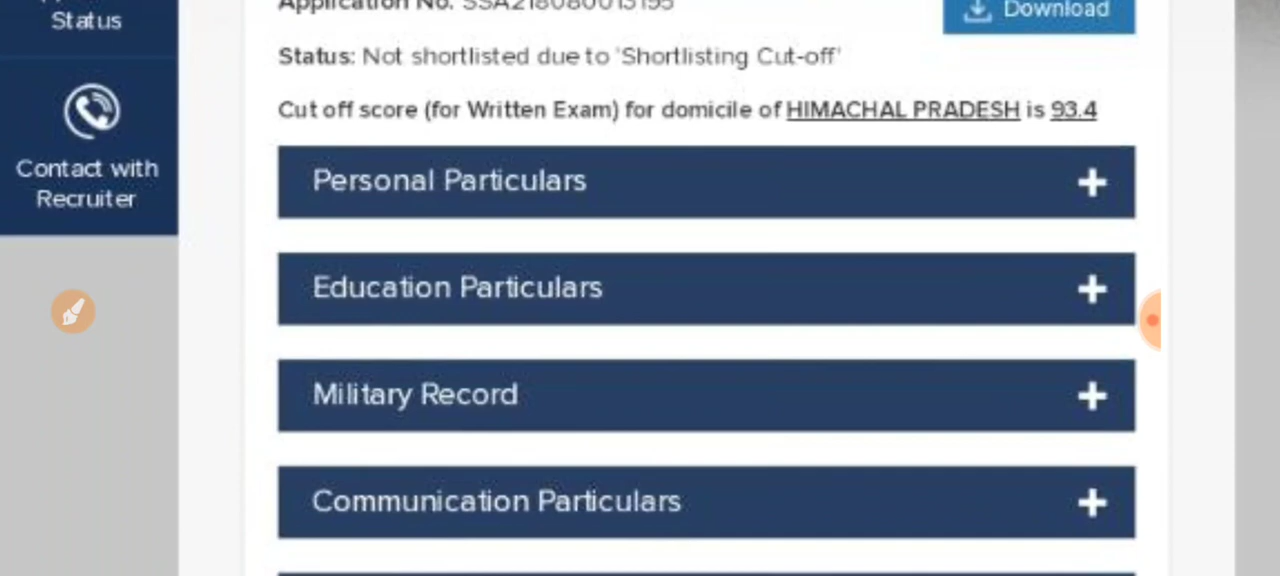 Status
Contact with
Recruiter
Application No. SSA218080013195
Download
Status: Not shortlisted due to 'Shortlisting Cut-off'
Cut off score (for Written Exam) for domicile of HIMACHAL PRADESH is 93.4
Personal Particulars
Education Particulars
Military Record
Communication Particulars